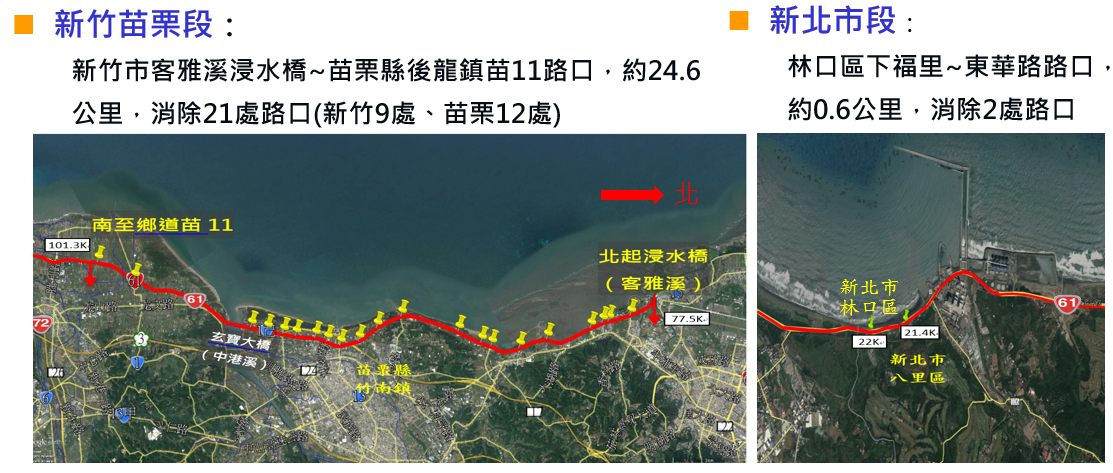 新竹苗栗段：
新竹市客雅溪浸水橋~苗栗縣後龍鎮苗11路口，約24.6
公里，消除21處路口(新竹9處、苗栗12處)
北
南至鄉道苗 11
101.3K
61
61
72
3
1
玄寶大橋
（中港溪）
苗栗縣
竹南鎮
北起浸水橋
（客雅溪）
77.5K
新北市段：
林口區下福里~東華路路口，
約0.6公里，消除2處路口
新北市
林口區
22K
21.4K
61
新北市
八里區